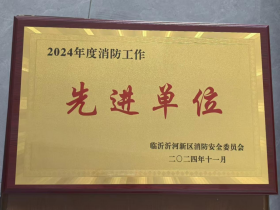 2024年度消防工作
先进单位
临沂沂河新区消防安全委员会
二〇二四年十一月